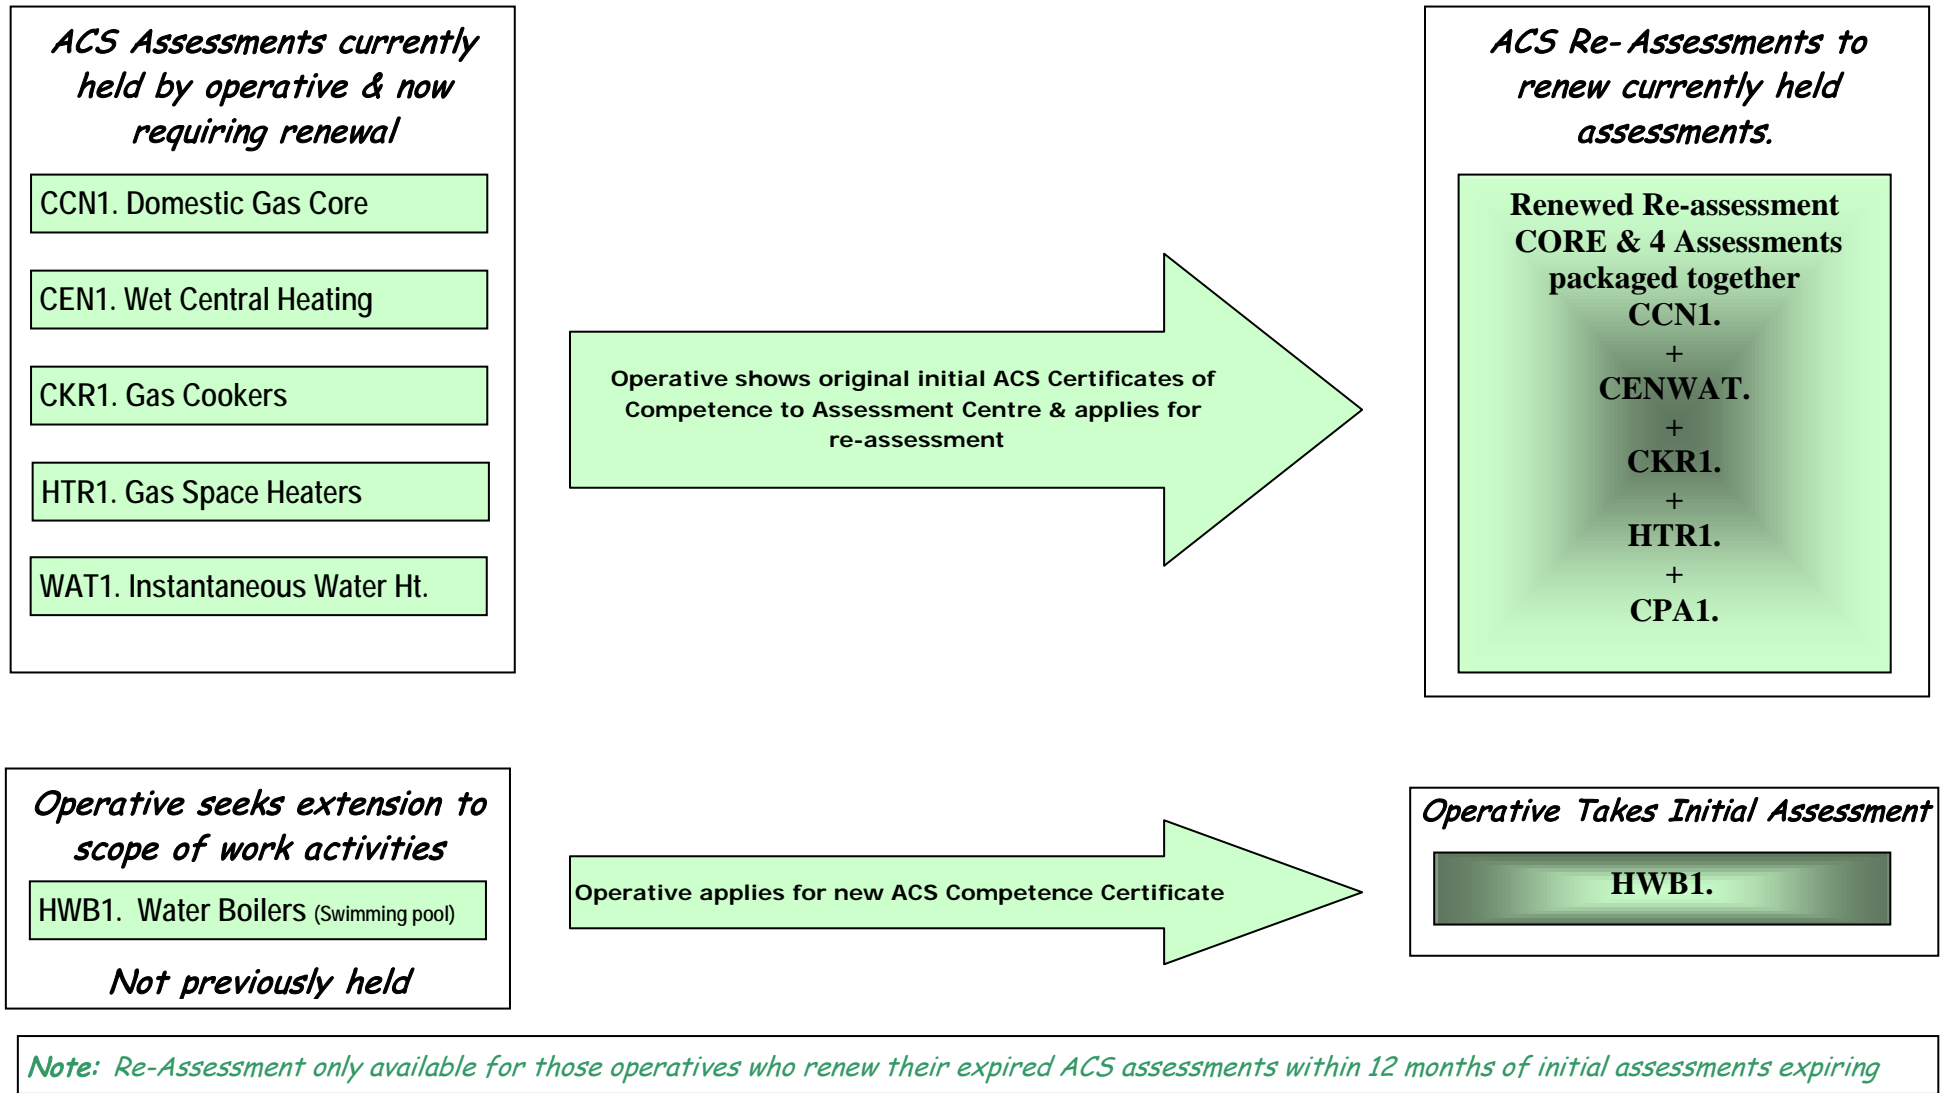 ACS Assessments currently
held by operative & now
requiring renewal
CCN1. Domestic Gas Core
CEN1. Wet Central Heating
CKR1. Gas Cookers
HTR1. Gas Space Heaters
WAT1. Instantaneous Water Ht.
Operative shows original initial ACS Certificates of
Competence to Assessment Centre & applies for
re-assessment
ACS Re- Assessments to
renew currently held
assessments.
Renewed Re-assessment
CORE & 4 Assessments
packaged together
CCN1.
+
CENWAT.
+
CKR1.
+
HTR1.
+
CPA1.
Operative seeks extension to
scope of work activities
HWB1. Water Boilers (Swimming pool)
Not previously held
Operative applies for new ACS Competence Certificate
Operative Takes Initial Assessment
HWB1.
Note: Re-Assessment only available for those operatives who renew their expired ACS assessments within 12 months of initial assessments expiring